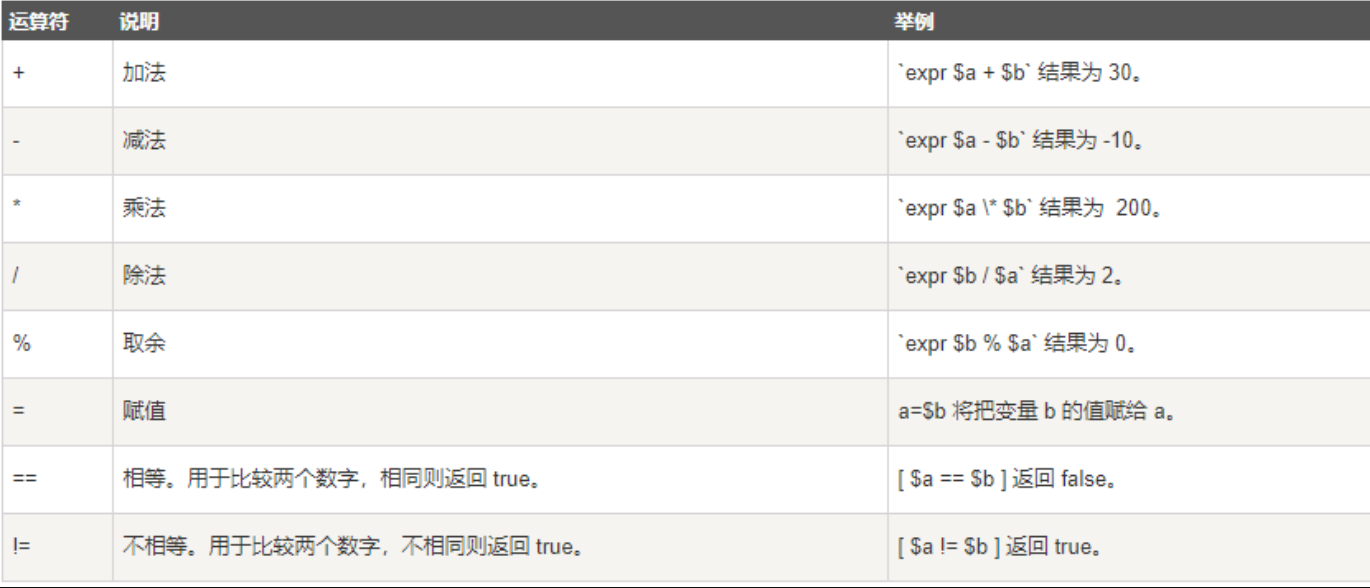 运算符 说明 举例
+ 加法 `expr $a + $b` 结果为 30。
- 减法 `expr $a - $b` 结果为 -10。
* 乘法 `expr $a \* $b` 结果为  200。
/ 除法 `expr $b / $a` 结果为 2。
% 取余 `expr $b % $a` 结果为 0。
= 赋值 a=$b 将把变量 b 的值赋给 a。
== 相等。用于比较两个数字，相同则返回 true。 [ $a == $b ] 返回 false。
!= 不相等。用于比较两个数字，不相同则返回 true。 [ $a != $b ] 返回 true。